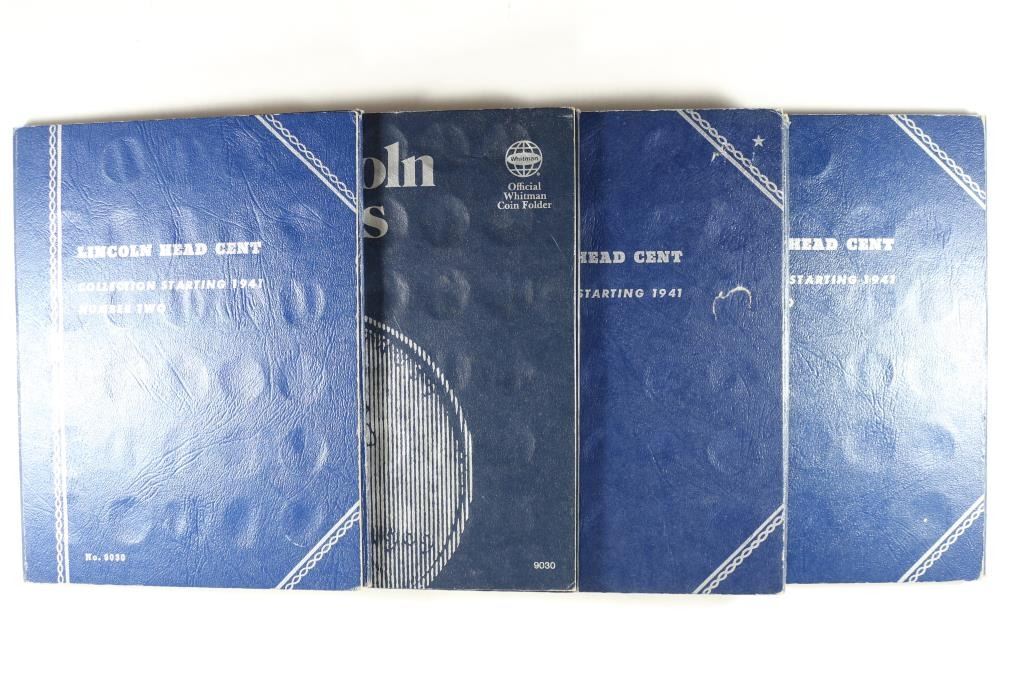 LINCOLN HEAD CENT
COLLECTION STARTING 1941
NUMBER TWO
No. 9030
oln
s
Whitman
Official
Whitman
Coin Folder
9030
HEAD CENT
STARTING 1941
HEAD CENT
STARTING 1941
O